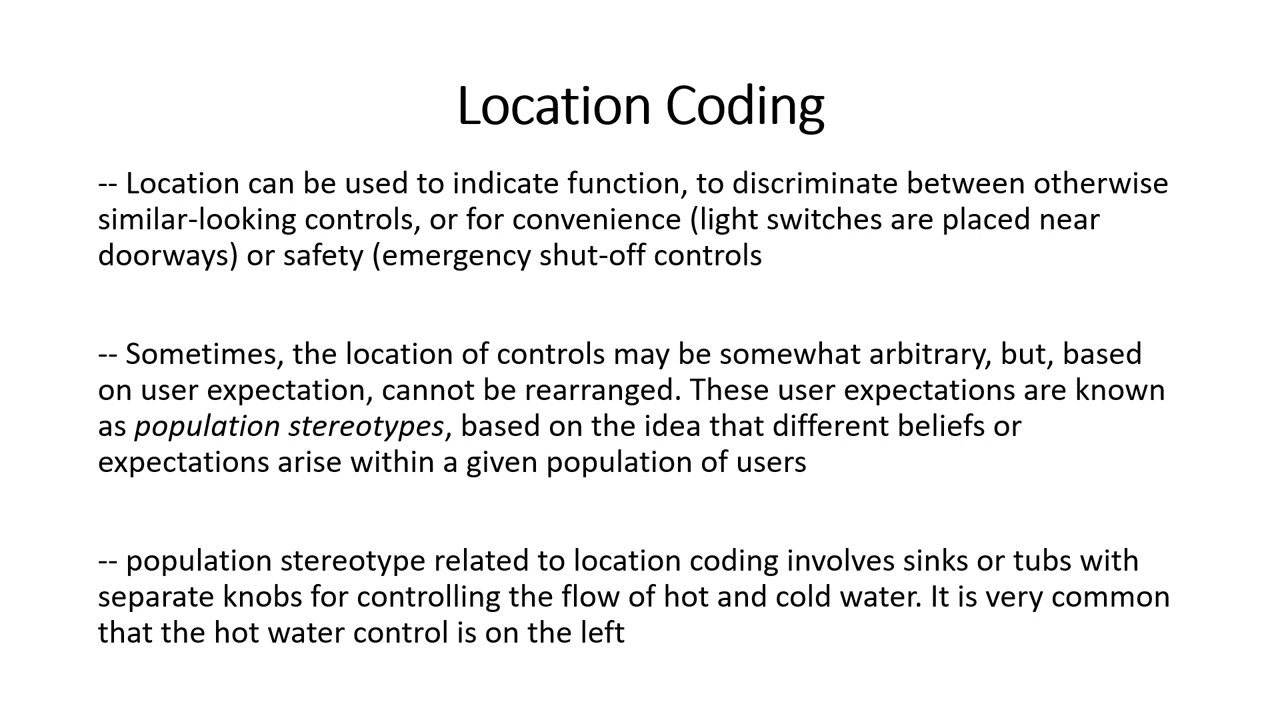 Location Coding
-- Location can be used to indicate function, to discriminate between otherwise
similar-looking controls, or for convenience (light switches are placed near
doorways) or safety (emergency shut-off controls
-- Sometimes, the location of controls may be somewhat arbitrary, but, based
on user expectation, cannot be rearranged. These user expectations are known
as population stereotypes, based on the idea that different beliefs or
expectations arise within a given population of users
-- population stereotype related to location coding involves sinks or tubs with
separate knobs for controlling the flow of hot and cold water. It is very common
that the hot water control is on the left